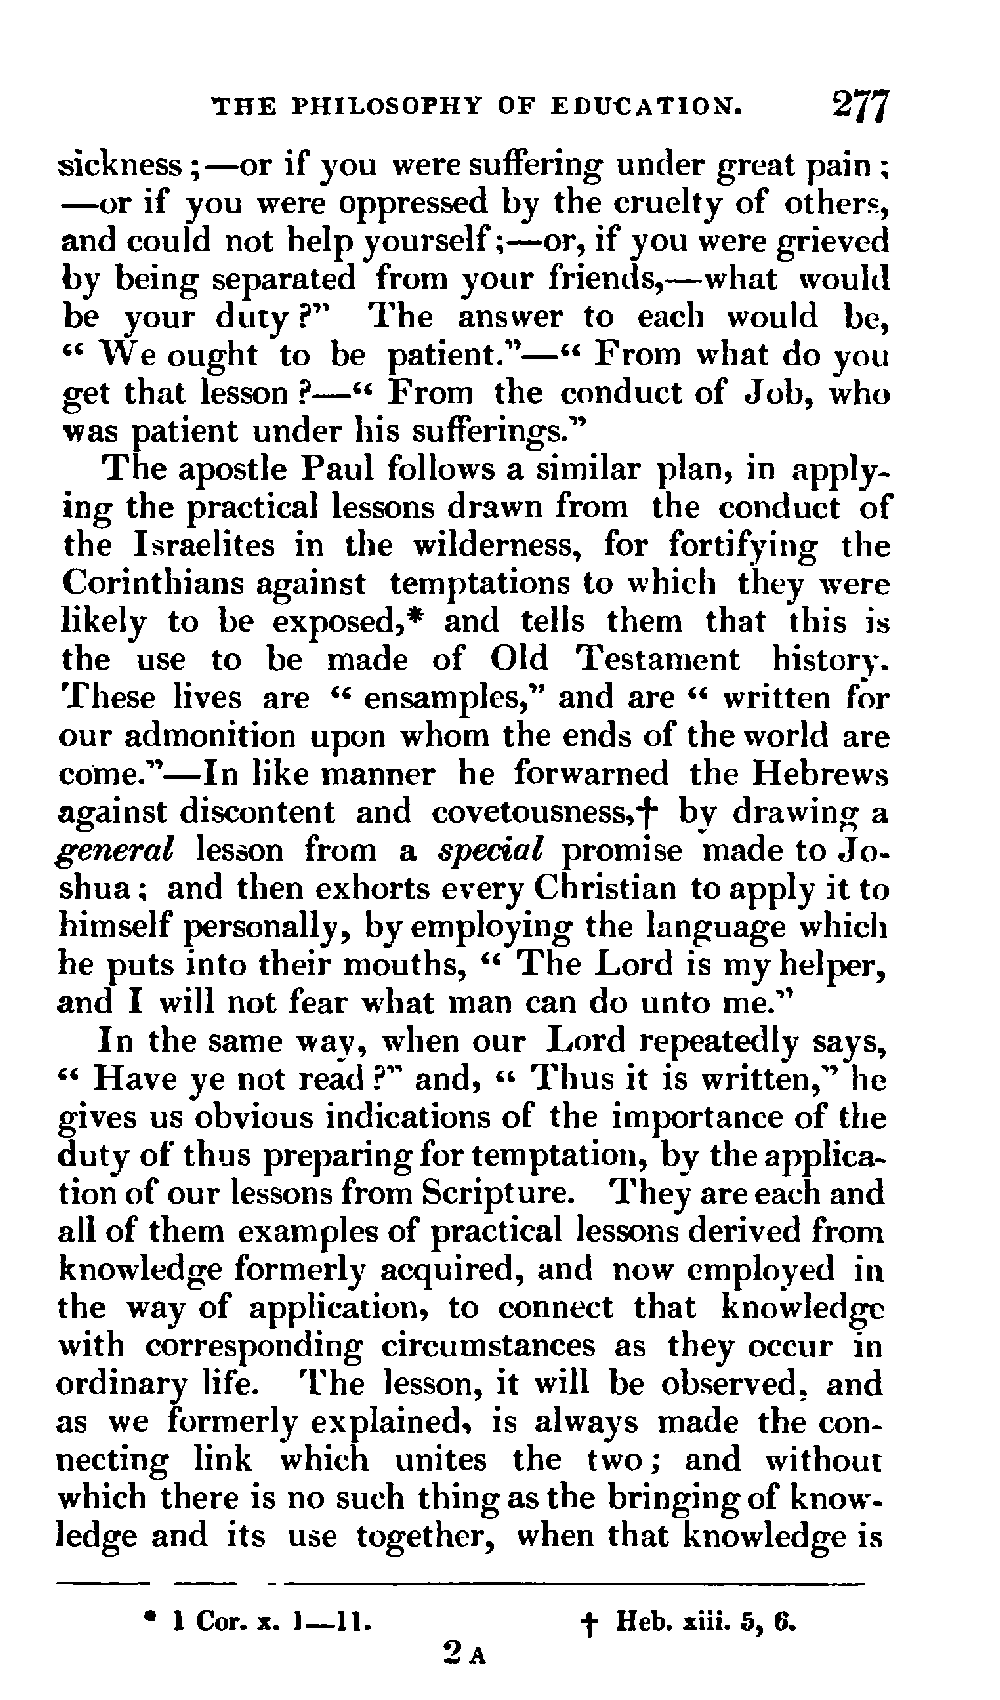 THE PHILOSOPHY OF EDUCATION. 277
sickness;—or if you were suffering under great pain;
—or if you were oppressed by the cruelty of others,
and could not help yourself;—or, if you were grieved
by being separated from your friends,—what would
be your duty?" The answer to each would be,
"We ought to be patient."—"From what do you
get that lesson?—"From the conduct of Job, who
was patient under his sufferings."
The apostle Paul follows a similar plan, in apply-
ing the practical lessons drawn from the conduct of
the Israelites in the wilderness, for fortifying the
Corinthians against temptations to which they were
likely to be exposed,* and tells them that this is
the use to be made of Old Testament history.
These lives are "ensamples," and are "written for
our admonition upon whom the ends of the world are
come."—In like manner he forwarned the Hebrews
against discontent and covetousness,† by drawing a
general lesson from a special promise made to Jo-
shua; and then exhorts every Christian to apply it to
himself personally, by employing the language which
he puts into their mouths, "The Lord is my helper,
and I will not fear what man can do unto me."
In the same way, when our Lord repeatedly says,
"Have ye not read?" and, "Thus it is written," he
gives us obvious indications of the importance of the
duty of thus preparing for temptation, by the applica-
tion of our lessons from Scripture. They are each and
all of them examples of practical lessons derived from
knowledge formerly acquired, and now employed in
the way of application, to connect that knowledge
with corresponding circumstances as they occur in
ordinary life. The lesson, it will be observed, and
as we formerly explained, is always made the con-
necting link which unites the two; and without
which there is no such thing as the bringing of know-
ledge and its use together, when that knowledge is
* 1 Cor. x. 1—11. † Heb. xiii. 5, 6.
2 A